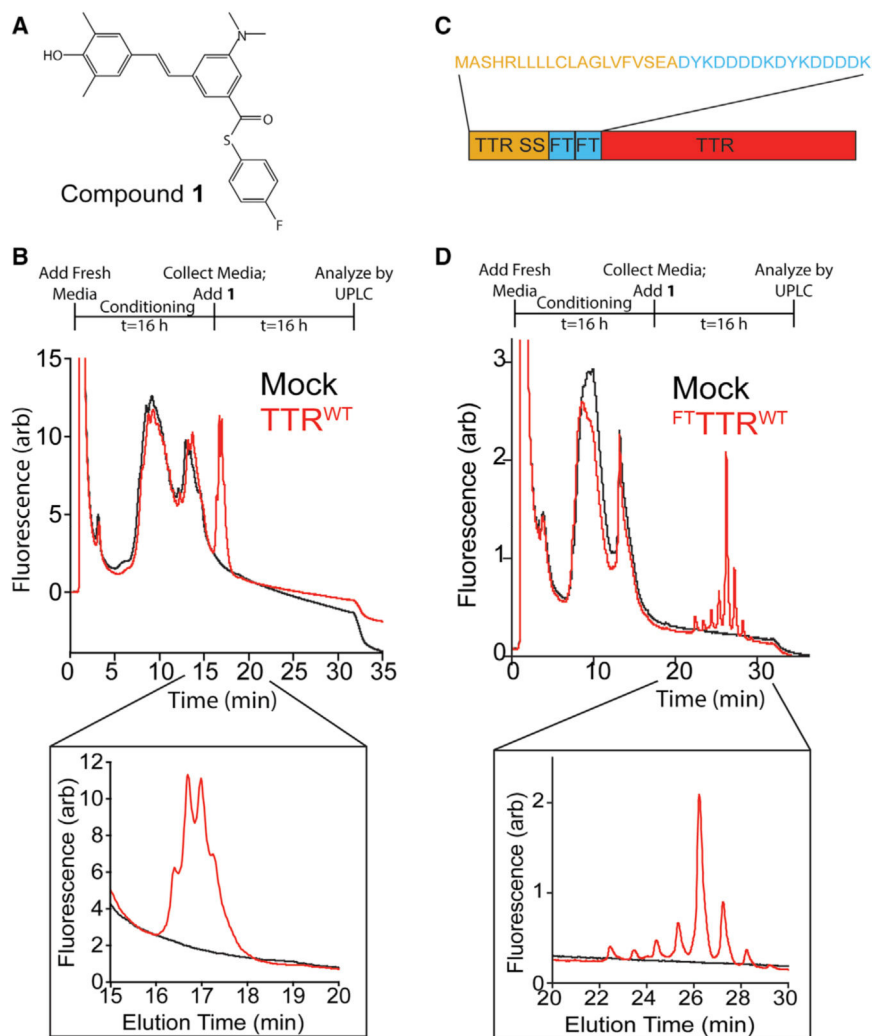 A
HO
N
O
S
F
Compound 1
C
MASHRLLLLCLAGLVFVSEADYKDDDDKDYKDDDDK
TTR SS FT FT TTR
B
Add Fresh Media
Collect Media; Add 1
Analyze by UPLC
Conditioning
t=16 h
t=16 h
Mock
TTRWT
Fluorescence (arb)
15
10
5
0
0 5 10 15 20 25 30 35
Time (min)
Fluorescence (arb)
12
10
8
6
4
2
0
15 16 17 18 19 20
Elution Time (min)
D
Add Fresh Media
Collect Media; Add 1
Analyze by UPLC
Conditioning
t=16 h
t=16 h
Mock
FTTTRWT
Fluorescence (arb)
3
2
1
0
0 10 20 30
Time (min)
Fluorescence (arb)
2
1
0
20 22 24 26 28 30
Elution Time (min)